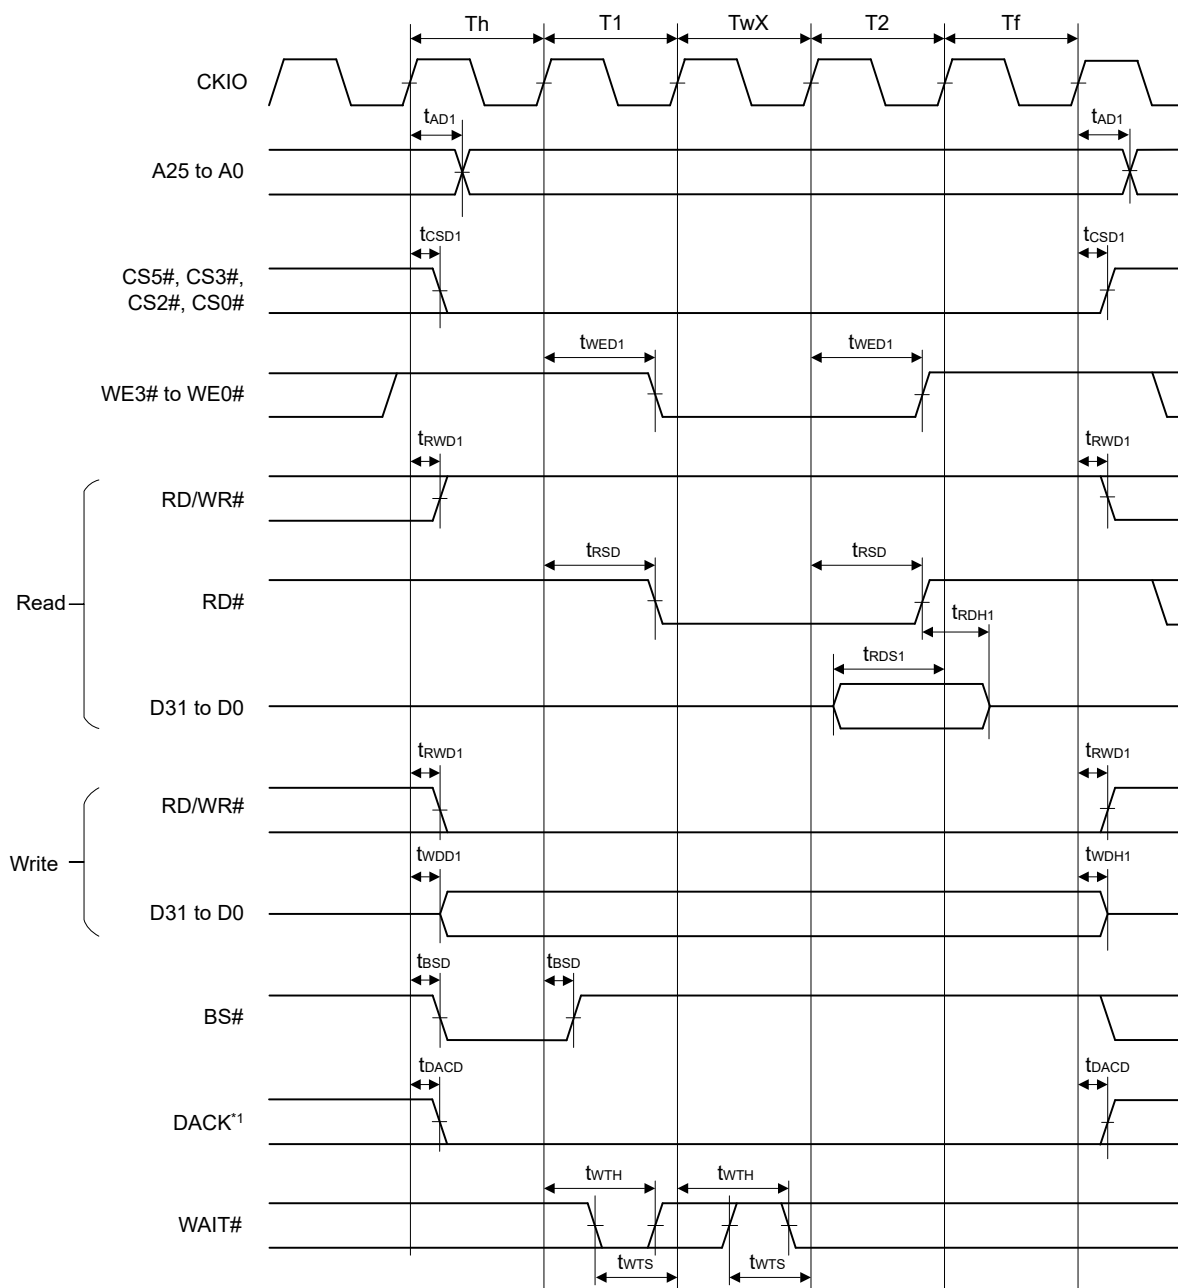 Th T1 TwX T2 Tf
CKIO
tAD1 tAD1
A25 to A0
tCSD1 tCSD1
CS5#, CS3#,
CS2#, CS0#
tWED1 tWED1
WE3# to WE0#
tRWD1 tRWD1
RD/WR#
tRSD tRSD
Read RD# tRDH1
tRDS1
D31 to D0
tRWD1 tRWD1
RD/WR#
Write tWDD1 tWDH1
D31 to D0
tBSD tBSD
BS#
tDACD tDACD
DACK*1
tWTH tWTH
WAIT#
tWTS tWTS